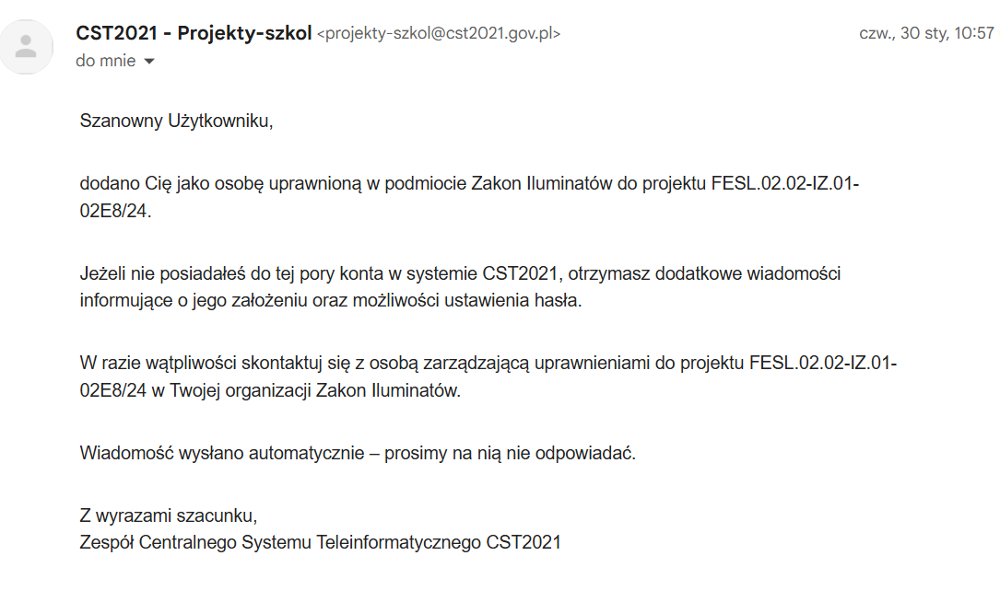 CST2021 - Projekty-szkol <projekty-szkol@cst2021.gov.pl>
czw., 30 sty, 10:57
do mnie
Szanowny Użytkowniku,
dodano Cię jako osobę uprawnioną w podmiocie Zakon Iluminatów do projektu FESL.02.02-IZ.01-
02E8/24.
Jeżeli nie posiadałeś do tej pory konta w systemie CST2021, otrzymasz dodatkowe wiadomości
informujące o jego założeniu oraz możliwości ustawienia hasła.
W razie wątpliwości skontaktuj się z osobą zarządzającą uprawnieniami do projektu FESL.02.02-IZ.01-
02E8/24 w Twojej organizacji Zakon Iluminatów.
Wiadomość wysłano automatycznie – prosimy na nią nie odpowiadać.
Z wyrazami szacunku,
Zespół Centralnego Systemu Teleinformatycznego CST2021